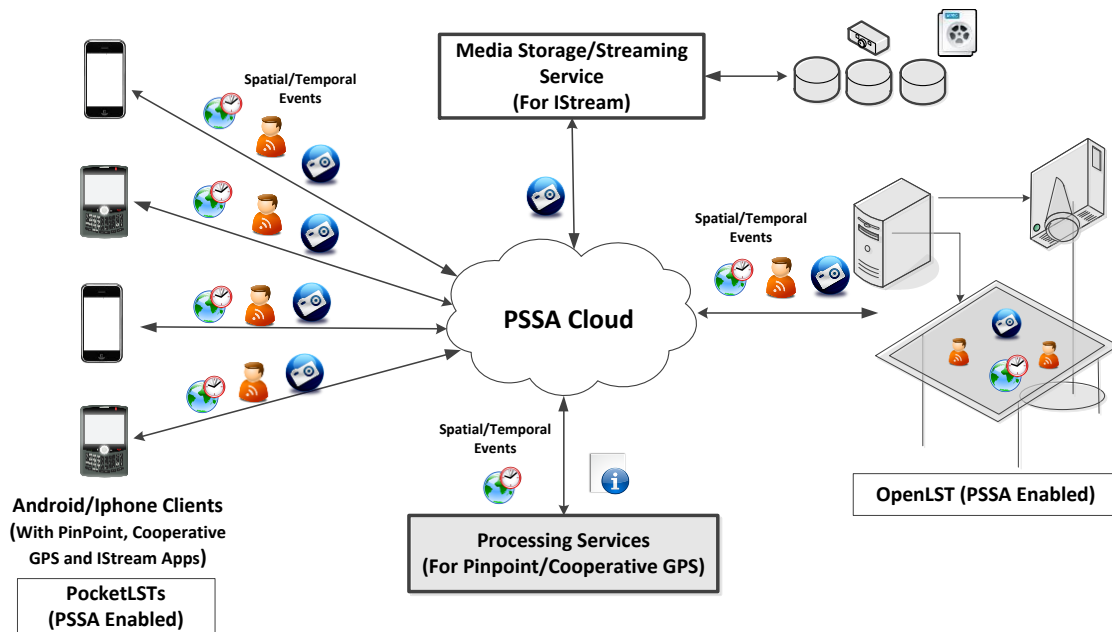 Media Storage/Streaming
Service
(For IStream)
Spatial/Temporal
Events
Spatial/Temporal
Events
PSSA Cloud
Spatial/Temporal
Events
Android/Iphone Clients
(With PinPoint, Cooperative
GPS and IStream Apps)
PocketLSTs
(PSSA Enabled)
Processing Services
(For Pinpoint/Cooperative GPS)
OpenLST (PSSA Enabled)